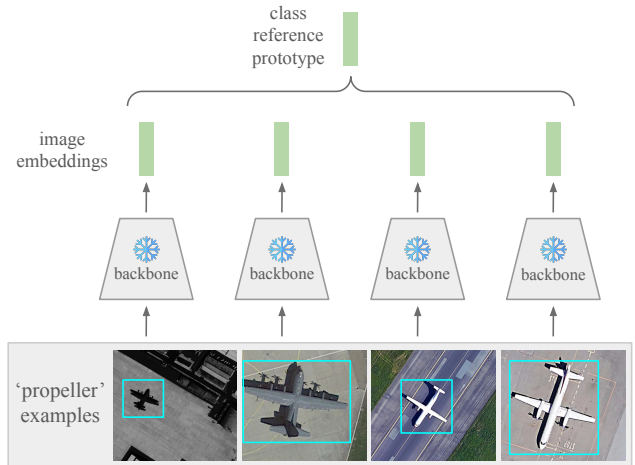 class
reference
prototype
image
embeddings
backbone
backbone
backbone
backbone
‘propeller’
examples